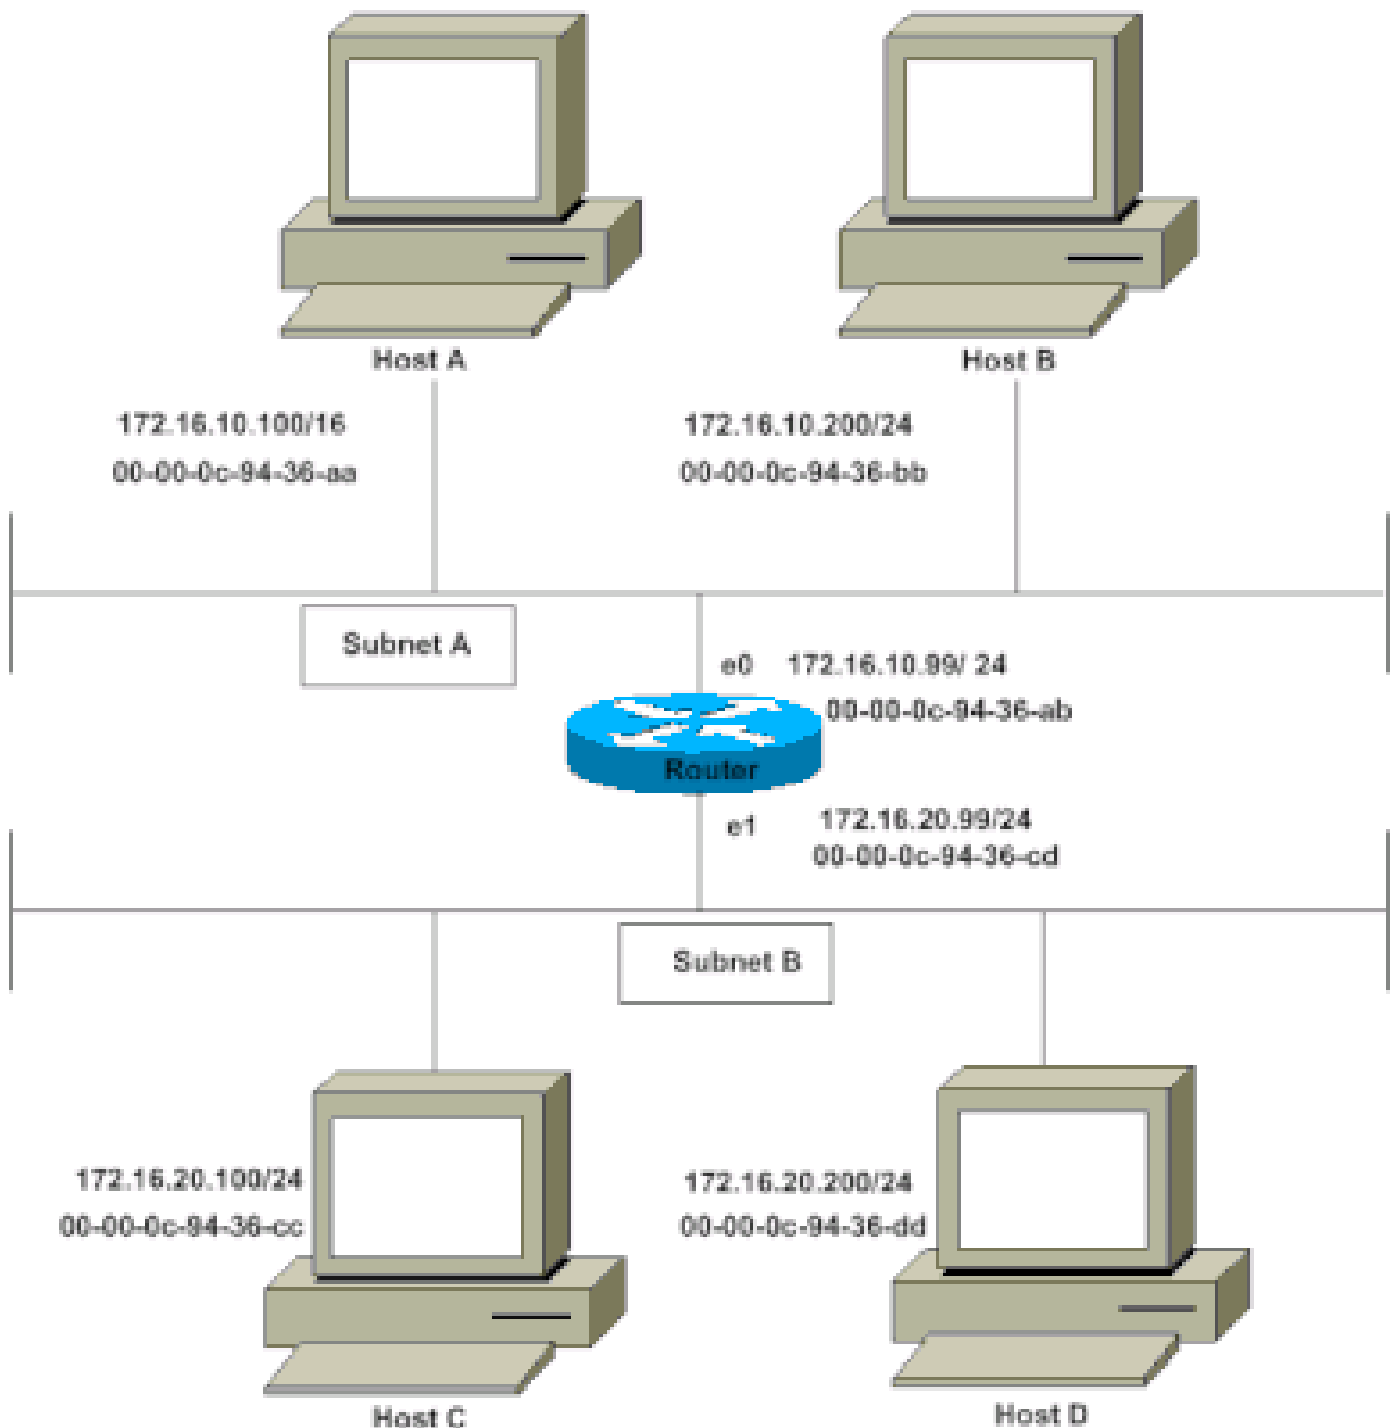 Host A
Host B
172.16.10.100/16
00-00-0c-94-36-aa
172.16.10.200/24
00-00-0c-94-36-bb
Subnet A
e0 172.16.10.99/ 24
00-00-0c-94-36-ab
Router
e1 172.16.20.99/24
00-00-0c-94-36-cd
Subnet B
172.16.20.100/24
00-00-0c-94-36-cc
172.16.20.200/24
00-00-0c-94-36-dd
Host C
Host D